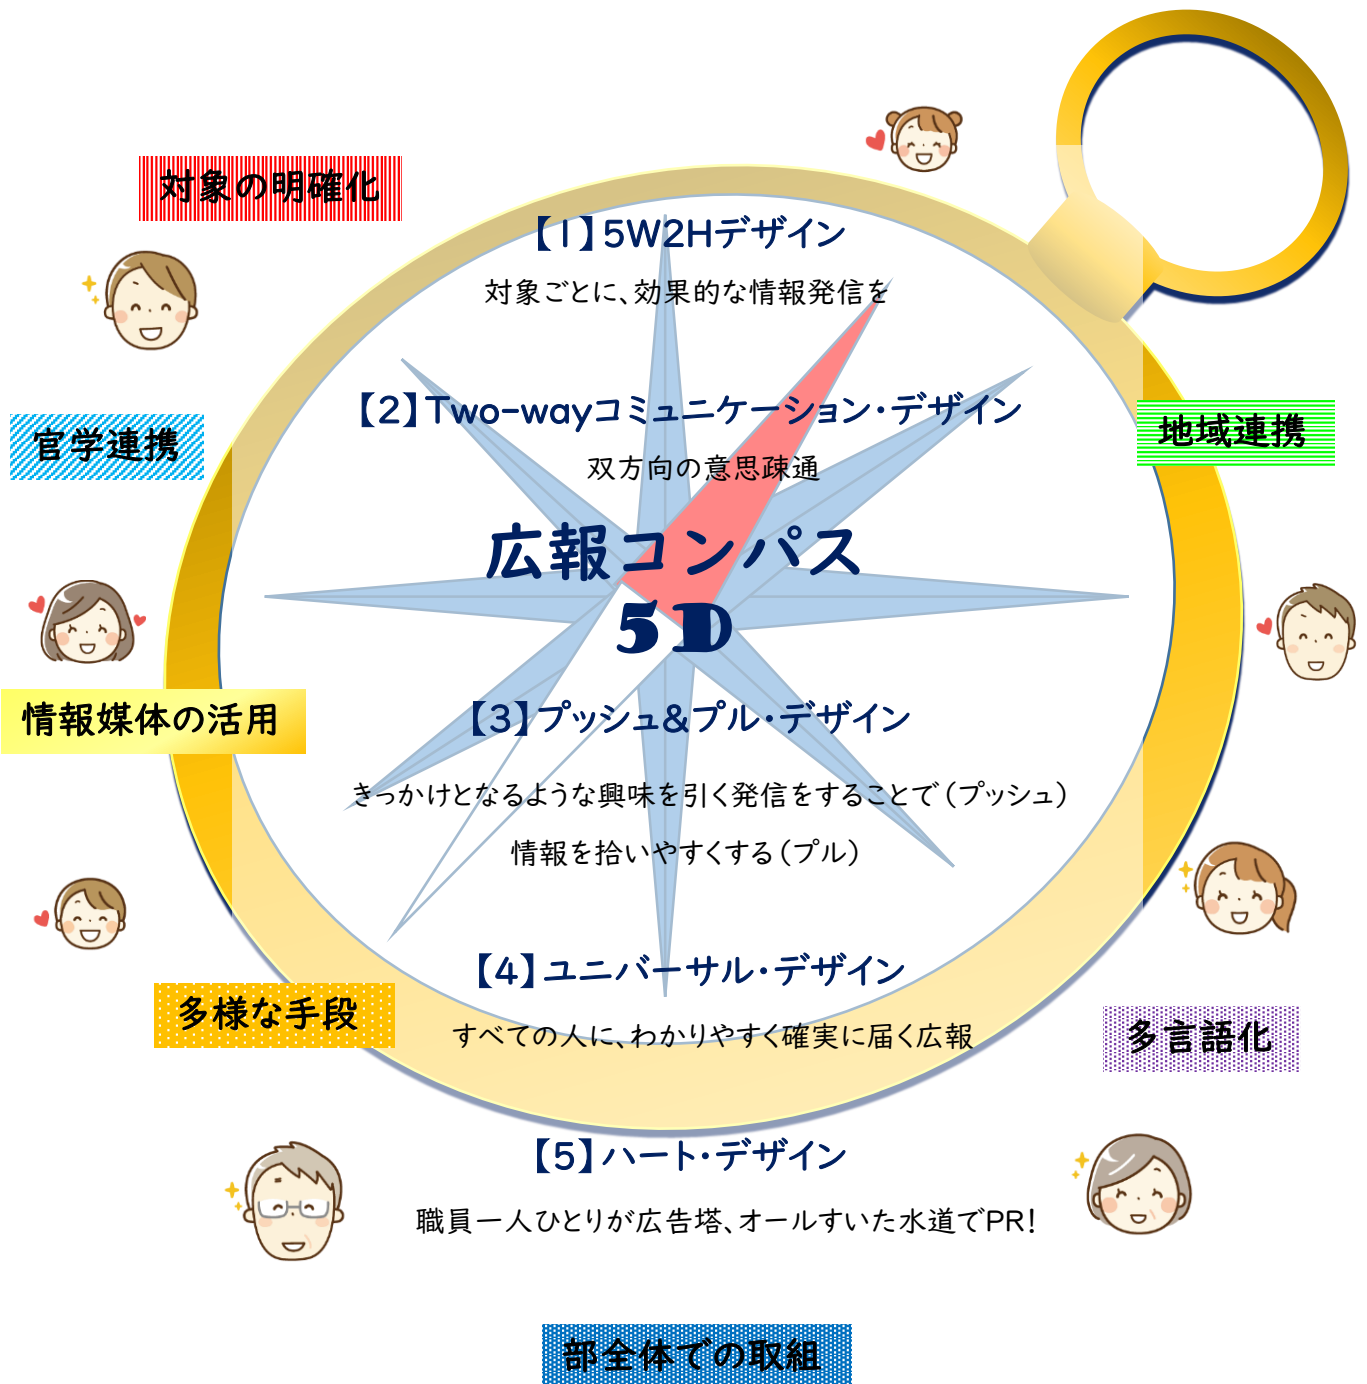 対象の明確化
【1】5W2Hデザイン
対象ごとに、効果的な情報発信を
【2】Two-wayコミュニケーション・デザイン
官学連携
地域連携
双方向の意思疎通
広報コンパス
5D
情報媒体の活用
【3】プッシュ&プル・デザイン
きっかけとなるような興味を引く発信をすることで（プッシュ）
情報を拾いやすくする（プル）
【4】ユニバーサル・デザイン
多様な手段
すべての人に、わかりやすく確実に届く広報
多言語化
【5】ハート・デザイン
職員一人ひとりが広告塔、オールすいた水道でPR！
部全体での取組